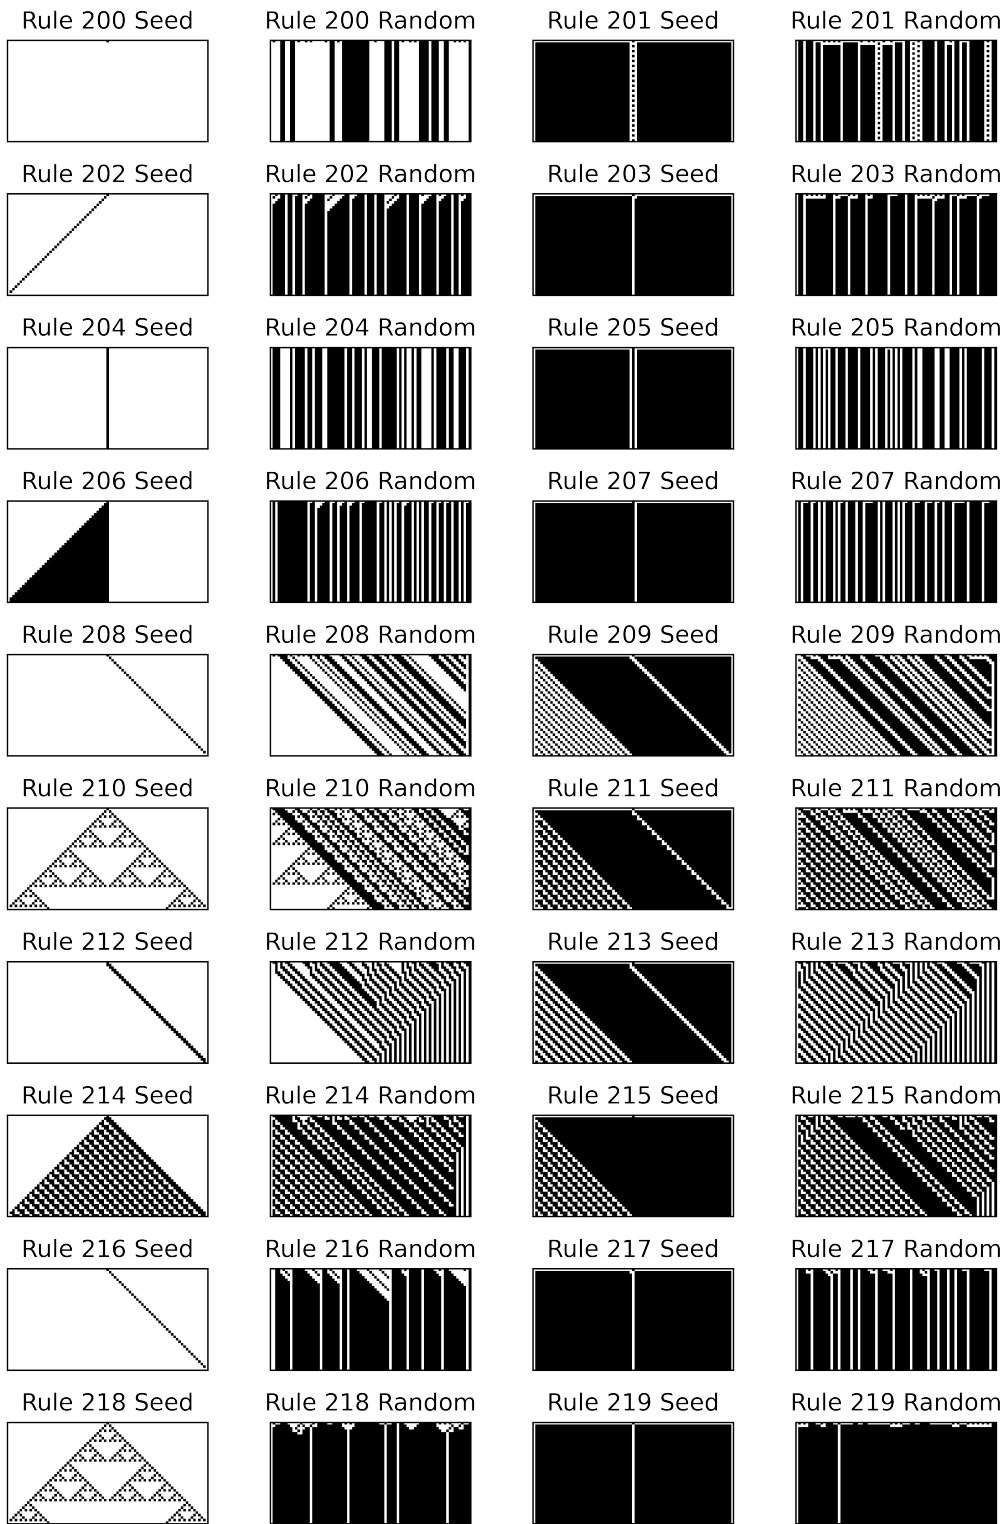 Rule 200 Seed Rule 200 Random Rule 201 Seed Rule 201 Random
Rule 202 Seed Rule 202 Random Rule 203 Seed Rule 203 Random
Rule 204 Seed Rule 204 Random Rule 205 Seed Rule 205 Random
Rule 206 Seed Rule 206 Random Rule 207 Seed Rule 207 Random
Rule 208 Seed Rule 208 Random Rule 209 Seed Rule 209 Random
Rule 210 Seed Rule 210 Random Rule 211 Seed Rule 211 Random
Rule 212 Seed Rule 212 Random Rule 213 Seed Rule 213 Random
Rule 214 Seed Rule 214 Random Rule 215 Seed Rule 215 Random
Rule 216 Seed Rule 216 Random Rule 217 Seed Rule 217 Random
Rule 218 Seed Rule 218 Random Rule 219 Seed Rule 219 Random